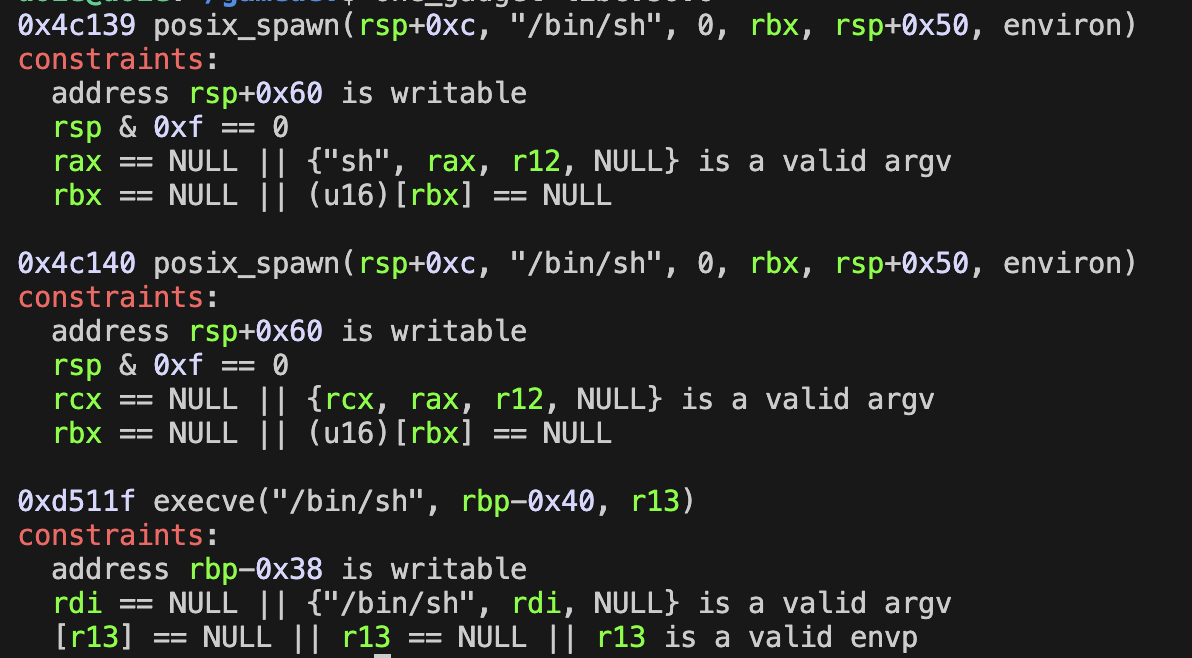 0x4c139 posix_spawn(rsp+0xc, "/bin/sh", 0, rbx, rsp+0x50, environ)
constraints:
  address rsp+0x60 is writable
  rsp & 0xf == 0
  rax == NULL || {"sh", rax, r12, NULL} is a valid argv
  rbx == NULL || (u16)[rbx] == NULL

0x4c140 posix_spawn(rsp+0xc, "/bin/sh", 0, rbx, rsp+0x50, environ)
constraints:
  address rsp+0x60 is writable
  rsp & 0xf == 0
  rcx == NULL || {rcx, rax, r12, NULL} is a valid argv
  rbx == NULL || (u16)[rbx] == NULL

0xd511f execve("/bin/sh", rbp-0x40, r13)
constraints:
  address rbp-0x38 is writable
  rdi == NULL || {"/bin/sh", rdi, NULL} is a valid argv
  [r13] == NULL || r13 == NULL || r13 is a valid envp